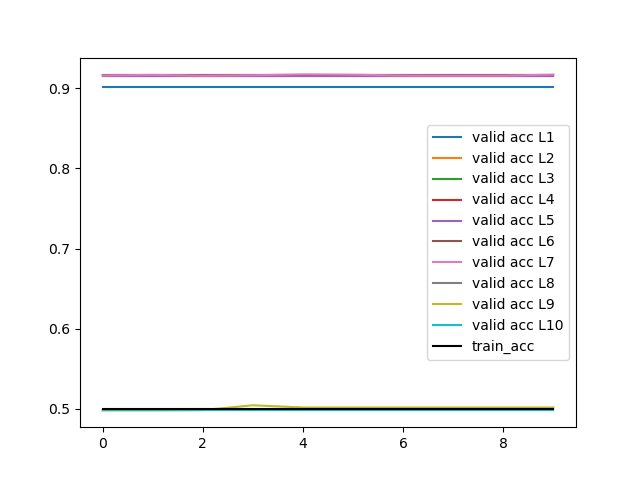 0.9
0.8
0.7
0.6
0.5
0 2 4 6 8
valid acc L1
valid acc L2
valid acc L3
valid acc L4
valid acc L5
valid acc L6
valid acc L7
valid acc L8
valid acc L9
valid acc L10
train_acc